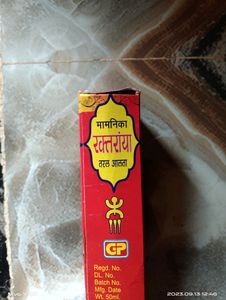 मामनिका
रक्तरांया
तरल आलता
GP
Regd. No.
DL. No.
Batch No.
Mfg. Date
Wt. 50ml.
2023.09.13 12:46